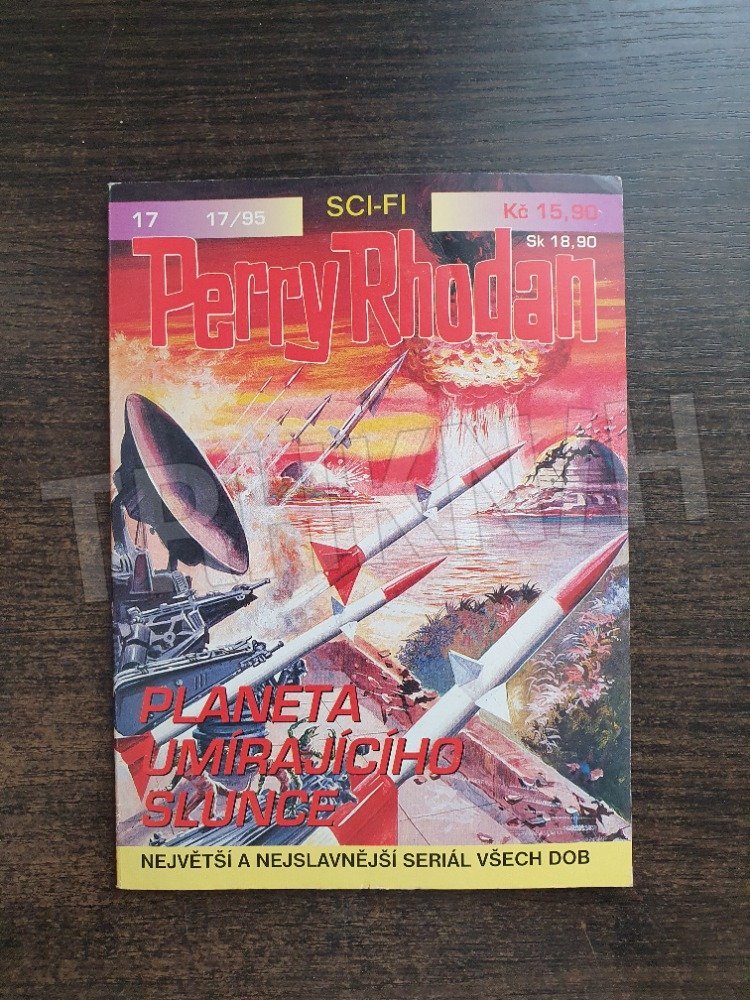 SCI-FI
17 17/95
Kč 15,90
Sk 18,90
Perry Rhodan
TRHKNIH
PLANETA
UMÍRAJÍCÍHO
SLUNCE
NEJVĚTŠÍ A NEJSLAVNĚJŠÍ SERIÁL VŠECH DOB